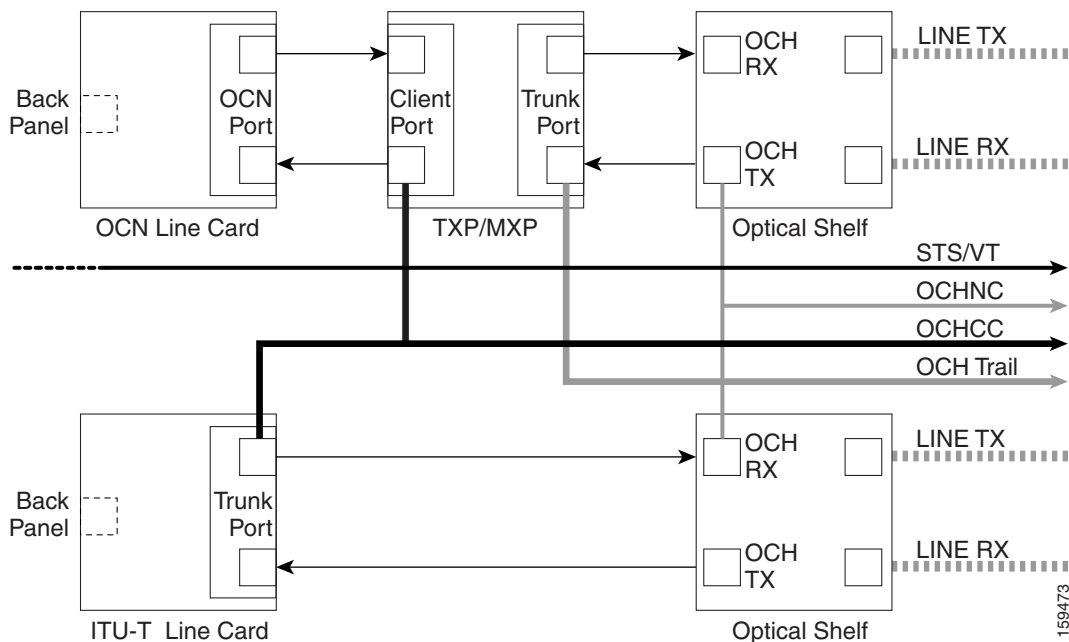 LINE TX
OCH
RX
Back
Panel
OCN
Port
Client
Port
Trunk
Port
LINE RX
OCH
TX
OCN Line Card
TXP/MXP
Optical Shelf
STS/VT
OCHNC
OCHCC
OCH Trail
LINE TX
OCH
RX
Back
Panel
Trunk
Port
LINE RX
OCH
TX
ITU-T Line Card
Optical Shelf
159473